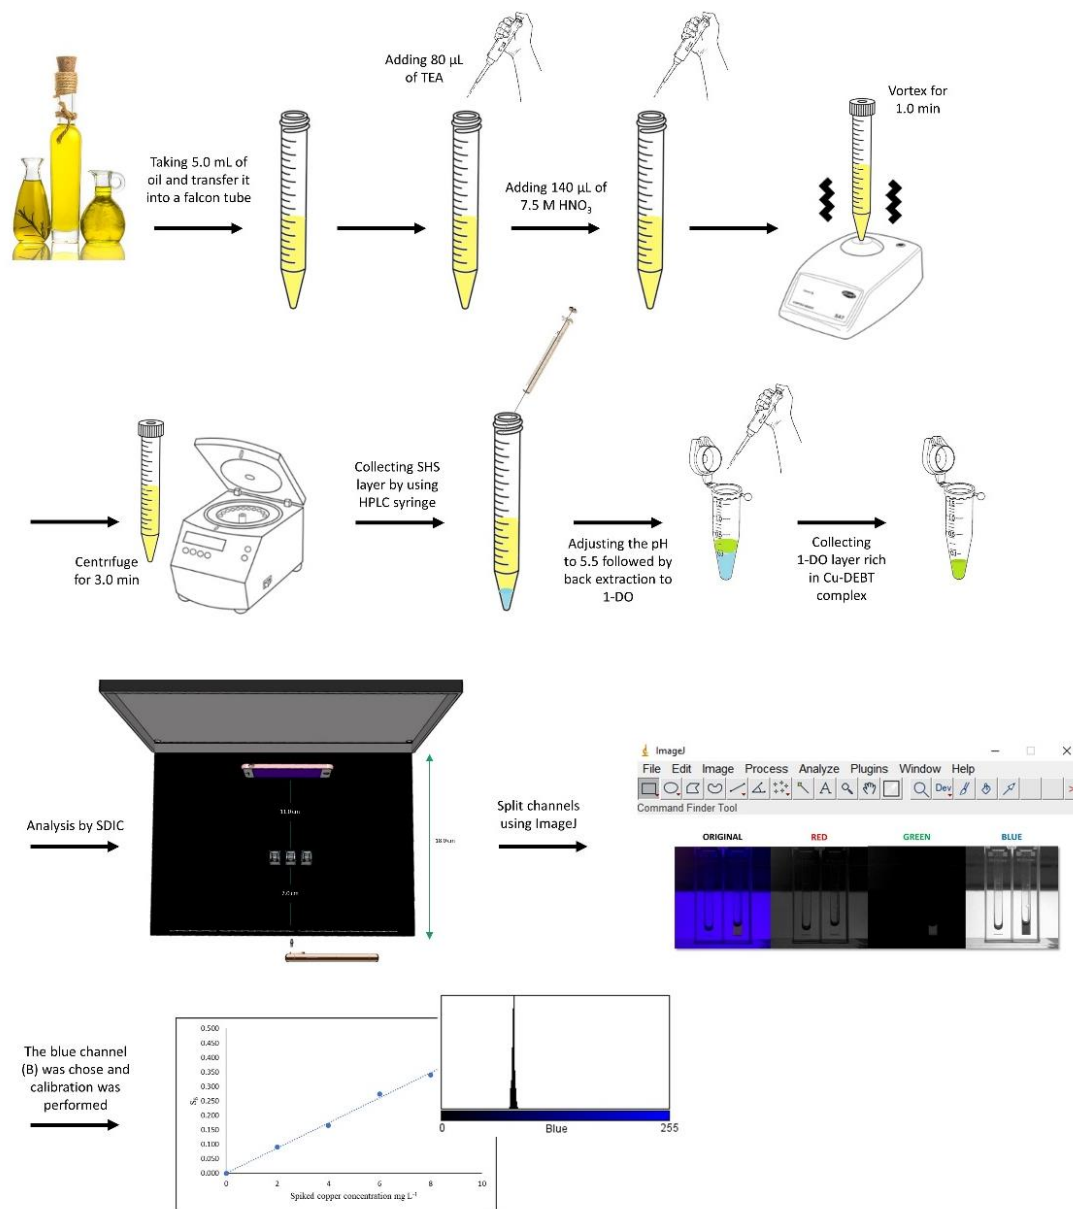 Adding 80 µL
of TEA
Taking 5.0 mL of
oil and transfer it
into a falcon tube
Adding 140 µL of
7.5 M HNO3
Vortex for
1.0 min
Centrifuge
for 3.0 min
Collecting SHS
layer by using
HPLC syringe
Adjusting the pH
to 5.5 followed by
back extraction to
1-DO
Collecting
1-DO layer rich
in Cu-DEBT
complex
Analysis by SDIC
Split channels
using ImageJ
ImageJ
File Edit Image Process Analyze Plugins Window Help
A Dev
Command Finder Tool
ORIGINAL RED GREEN BLUE
The blue channel
(B) was chose and
calibration was
performed
0.500
0.450
0.400
0.350
0.300
0.250
0.200
0.150
0.100
0.050
0.000
0 2 4 6 8 10
Spiked copper concentration mg L-1
0 Blue 255